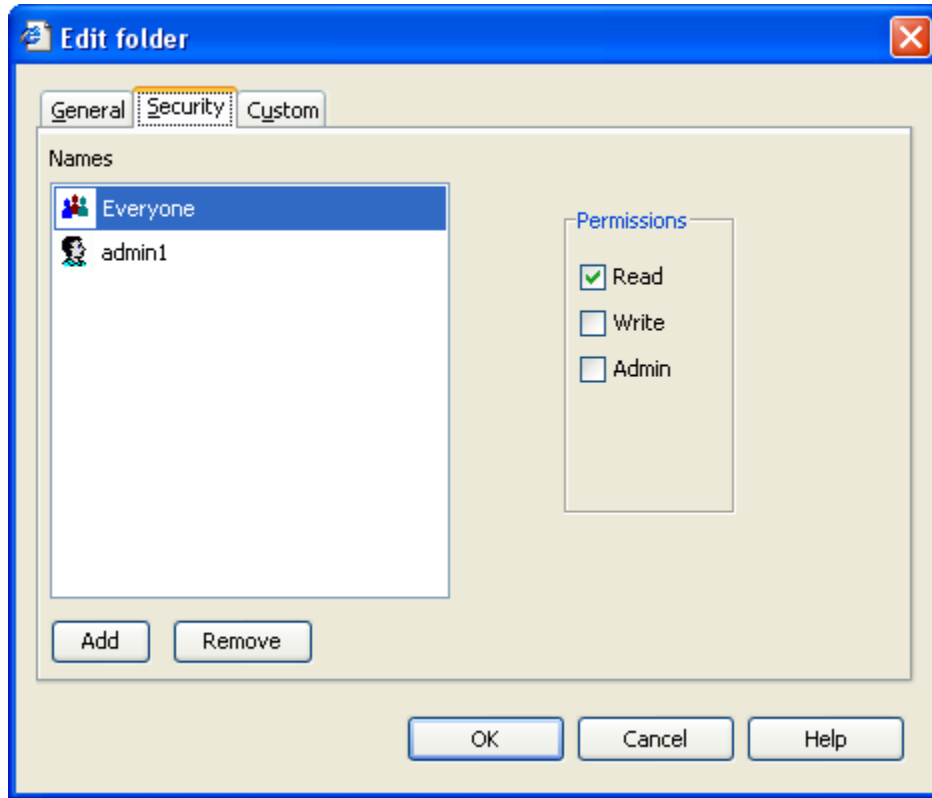 Edit folder
General Security Custom
Names
Everyone
admin1
Permissions
Read
Write
Admin
Add Remove
OK Cancel Help